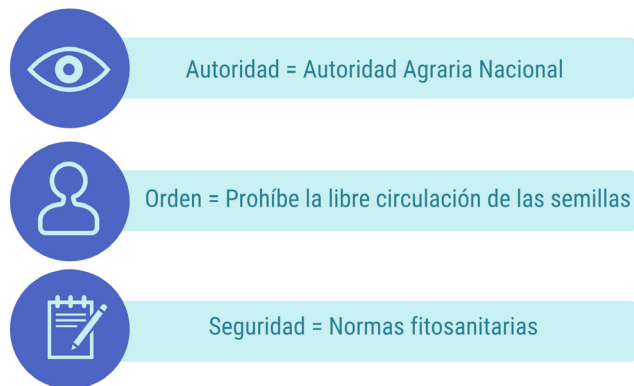 Autoridad = Autoridad Agraria Nacional
Orden = Prohíbe la libre circulación de las semillas
Seguridad = Normas fitosanitarias